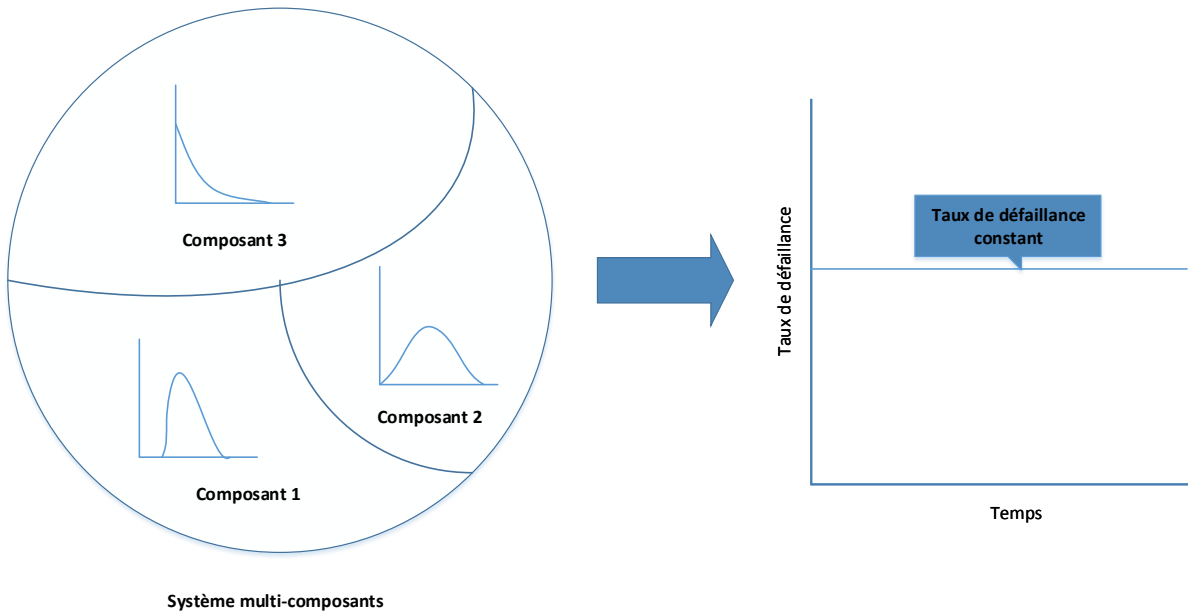 Composant 3
Composant 2
Composant 1
Système multi-composants
Taux de défaillance
Taux de défaillance
constant
Temps